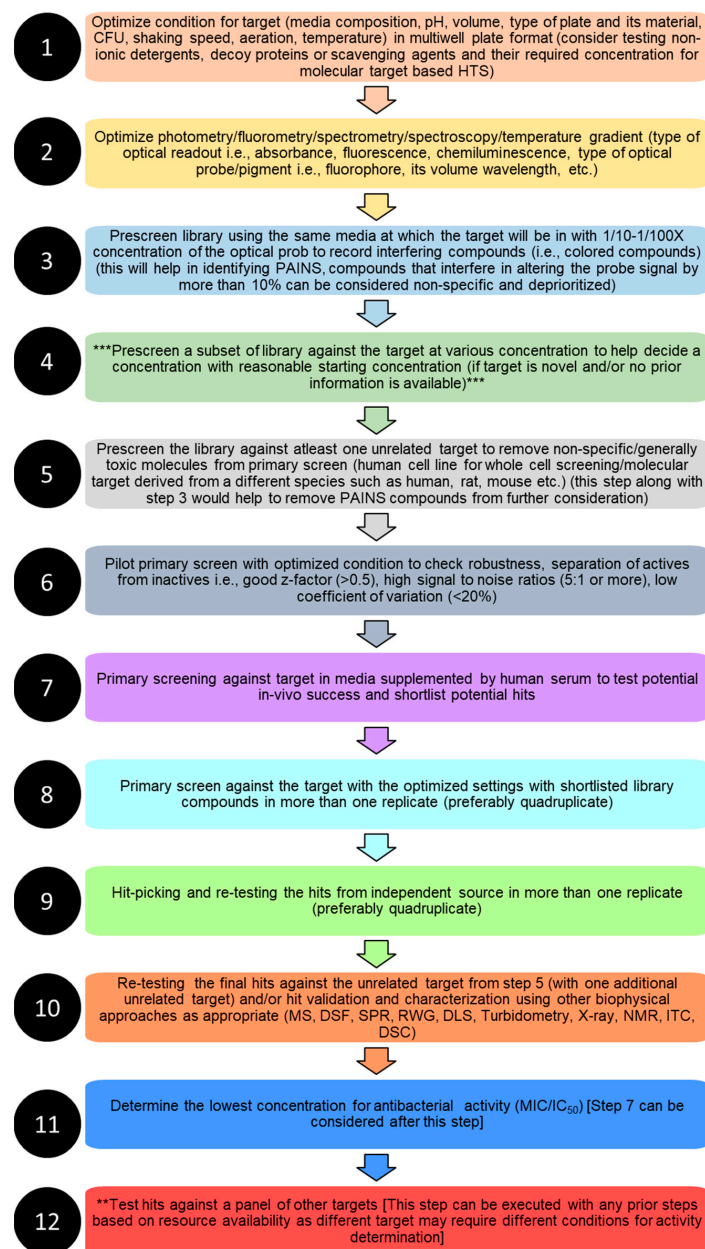 1
Optimize condition for target (media composition, pH, volume, type of plate and its material,
CFU, shaking speed, aeration, temperature) in multiwell plate format (consider testing non-
ionic detergents, decoy proteins or scavenging agents and their required concentration for
molecular target based HTS)
2
Optimize photometry/fluorometry/spectrometry/spectroscopy/temperature gradient (type of
optical readout i.e., absorbance, fluorescence, chemiluminescence, type of optical
probe/pigment i.e., fluorophore, its volume wavelength, etc.)
3
Prescreen library using the same media at which the target will be in with 1/10-1/100X
concentration of the optical prob to record interfering compounds (i.e., colored compounds)
(this will help in identifying PAINS, compounds that interfere in altering the probe signal by
more than 10% can be considered non-specific and deprioritized)
4
***Prescreen a subset of library against the target at various concentration to help decide a
concentration with reasonable starting concentration (if target is novel and/or no prior
information is available)***
5
Prescreen the library against atleast one unrelated target to remove non-specific/generally
toxic molecules from primary screen (human cell line for whole cell screening/molecular
target derived from a different species such as human, rat, mouse etc.) (this step along with
step 3 would help to remove PAINS compounds from further consideration)
6
Pilot primary screen with optimized condition to check robustness, separation of actives
from inactives i.e., good z-factor (>0.5), high signal to noise ratios (5:1 or more), low
coefficient of variation (<20%)
7
Primary screening against target in media supplemented by human serum to test potential
in-vivo success and shortlist potential hits
8
Primary screen against the target with the optimized settings with shortlisted library
compounds in more than one replicate (preferably quadruplicate)
9
Hit-picking and re-testing the hits from independent source in more than one replicate
(preferably quadruplicate)
10
Re-testing the final hits against the unrelated target from step 5 (with one additional
unrelated target) and/or hit validation and characterization using other biophysical
approaches as appropriate (MS, DSF, SPR, RWG, DLS, Turbidometry, X-ray, NMR, ITC,
DSC)
11
Determine the lowest concentration for antibacterial activity (MIC/IC₅₀) [Step 7 can be
considered after this step]
12
**Test hits against a panel of other targets [This step can be executed with any prior steps
based on resource availability as different target may require different conditions for activity
determination]